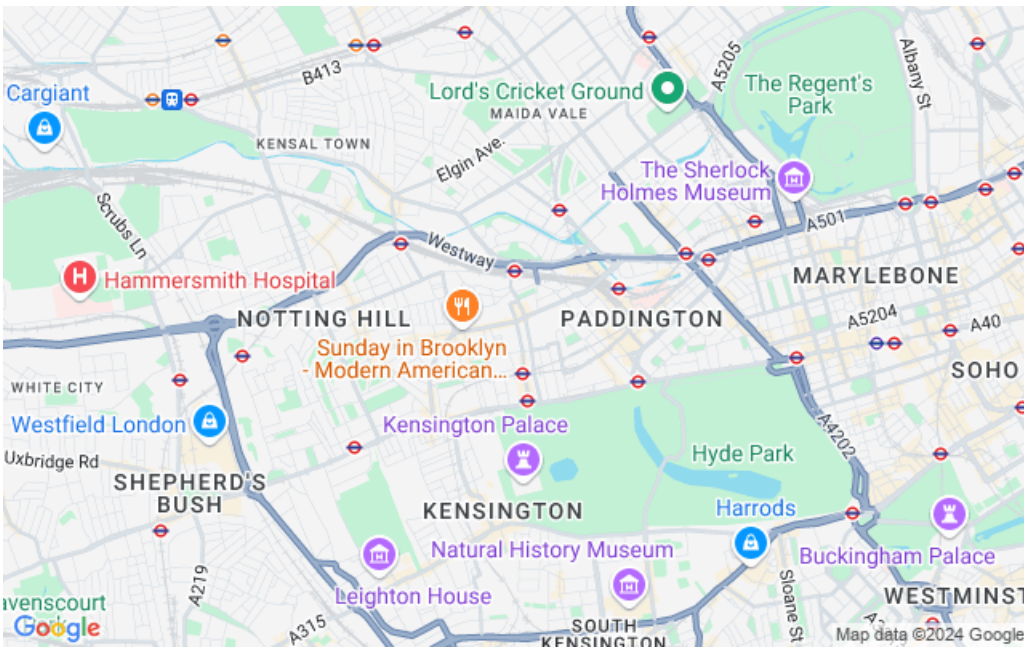 B413
A5205
Albany St
Cargiant
Lord's Cricket Ground
MAIDA VALE
The Regent's
Park
KENSAL TOWN
Elgin Ave.
The Sherlock
Holmes Museum
Scrubs Ln
A501
Westway
Hammersmith Hospital
MARYLEBONE
NOTTING HILL
PADDINGTON
A5204
A40
Sunday in Brooklyn
- Modern American...
SOHO
WHITE CITY
Westfield London
Kensington Palace
A4202
Uxbridge Rd
Hyde Park
SHEPHERD'S
BUSH
KENSINGTON
Harrods
Natural History Museum
Buckingham Palace
A219
Leighton House
Sloane St
WESTMINST
avenscourt
Google
A315
SOUTH
KENSINGTON
Map data ©2024 Google